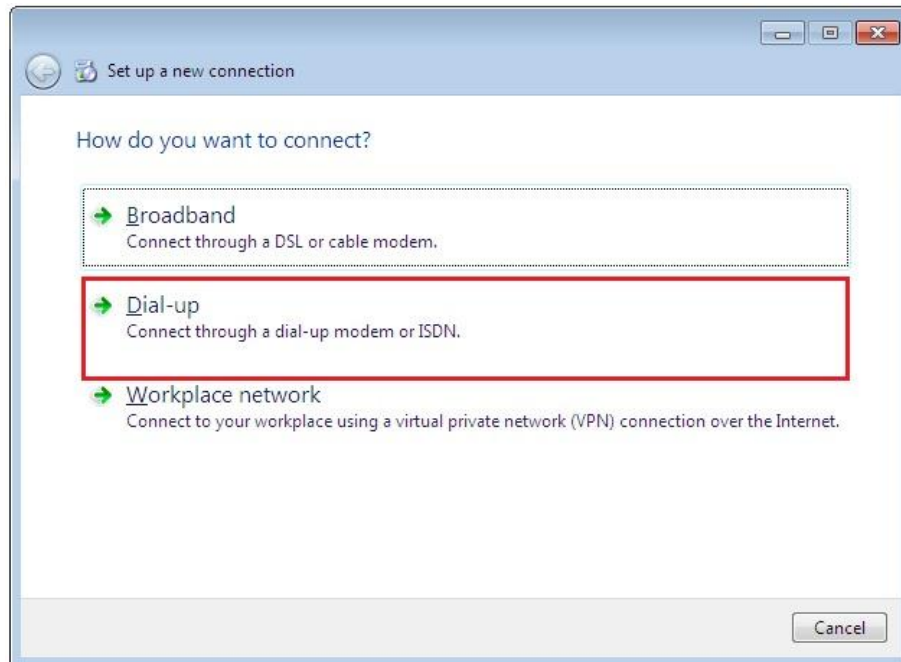 Set up a new connection
How do you want to connect?
Broadband
Connect through a DSL or cable modem.
Dial-up
Connect through a dial-up modem or ISDN.
Workplace network
Connect to your workplace using a virtual private network (VPN) connection over the Internet.
Cancel